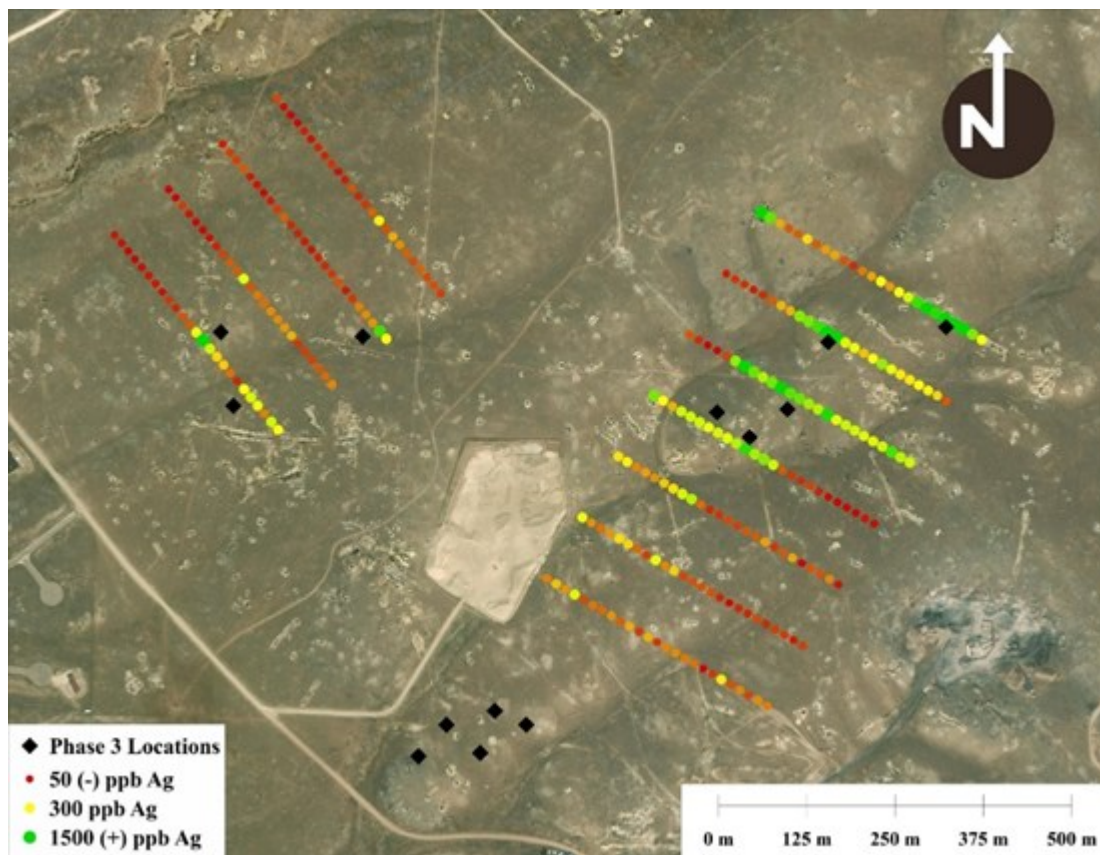 N
Phase 3 Locations
50 (-) ppb Ag
300 ppb Ag
1500 (+) ppb Ag
0 m 125 m 250 m 375 m 500 m